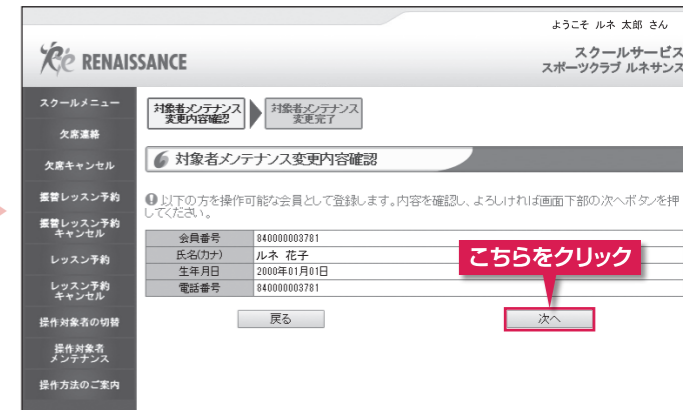 ようこそ ルネ 太郎 さん
Ré RENAISSANCE
スクールサービス
スポーツクラブ ルネサンス
スクールメニュー
欠席連絡
欠席キャンセル
振替レッスン予約
振替レッスン予約
キャンセル
レッスン予約
レッスン予約
キャンセル
操作対象者の切替
操作対象者
メンテナンス
操作方法のご案内
対象者メンテナンス
変更内容確認
対象者メンテナンス
変更完了
対象者メンテナンス変更内容確認
以下の方を操作可能な会員として登録します。内容を確認し、よろしければ画面下部の次へボタンを押
してください。
会員番号 840000003781
氏名(カナ) ルネ 花子
生年月日 2000年01月01日
電話番号 840000003781
こちらをクリック
戻る 次へ